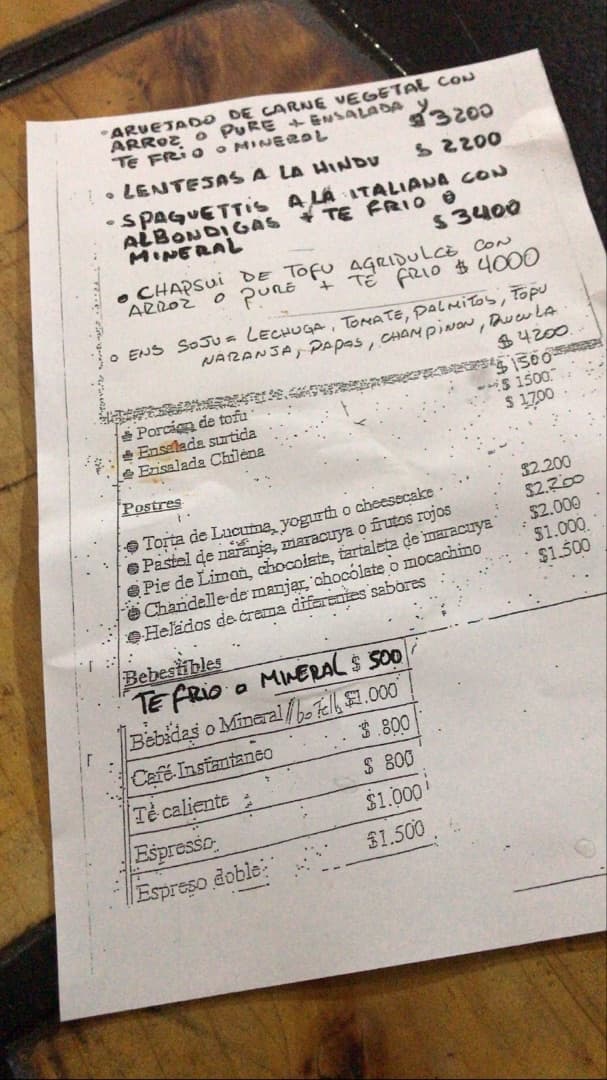 • ARVEJADO DE CARNE VEGETAL CON
ARROZ O PURE + ENSALADA Y
TE FRIO O MINERAL $3200
• LENTEJAS A LA HINDU $ 2200
• SPAGUETTIS A LA ITALIANA CON
ALBONDIGAS + TE FRIO O
MINERAL $ 3400
• CHAPSUI DE TOFU AGRIDULCE CON
ARROZ O PURE + TÉ FRIO $ 4000
o ENS SOJU = LECHUGA, TOMATE, PALMITOS, TOFU
NARANJA, PAPAS, CHAMPINON, RUCULA
$ 4200
Porcion de tofu $1500
Ensalada surtida $ 1500
Ensalada Chilena $ 1700
Postres
Torta de Lucuma, yogurth o cheesecake $2.200
Pastel de naranja, maracuya o frutos rojos $2.200
Pie de Limon, chocolate, tartaleta de maracuya $2.000
Chandelle de manjar, chocolate o mocachino $1.000
Helados de crema diferentes sabores $1.500
Bebestibles
TE FRIO O MINERAL $ 500
Bebidas o Mineral $1.000
Café Instantaneo $ 800
Té caliente $ 800
Espresso $1.000
Espreso doble $1.500